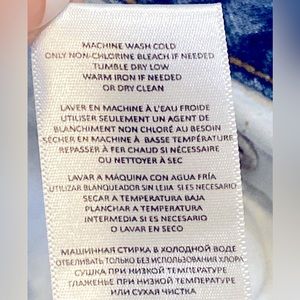 MACHINE WASH COLD
ONLY NON-CHLORINE BLEACH IF NEEDED
TUMBLE DRY LOW
WARM IRON IF NEEDED
OR DRY CLEAN
LAVER EN MACHINE À L'EAU FROIDE
UTILISER SEULEMENT UN AGENT DE
BLANCHIMENT NON CHLORÉ AU BESOIN
SÉCHER EN MACHINE À BASSE TEMPÉRATURE
REPASSER À FER CHAUD SI NÉCESSAIRE
OU NETTOYER À SEC
LAVAR A MÁQUINA CON AGUA FRÍA
UTILIZAR BLANQUEADOR SIN LEJIA SI ES NECESARIO
SECAR A TEMPERATURA BAJA
PLANCHAR A TEMPERATURA
INTERMEDIA SI ES NECESARIO
O LAVAR EN SECO
МАШИННАЯ СТИРКА В ХОЛОДНОЙ ВОДЕ
ОТБЕЛИВАТЬ ТОЛЬКО БЕЗ ИСПОЛЬЗОВАНИЯ ХЛОРА
СУШКА ПРИ НИЗКОЙ ТЕМПЕРАТУРЕ
ГЛАЖЕНЬЕ ПРИ НИЗКОЙ ТЕМПЕРАТУРЕ
ИЛИ СУХАЯ ЧИСТКА